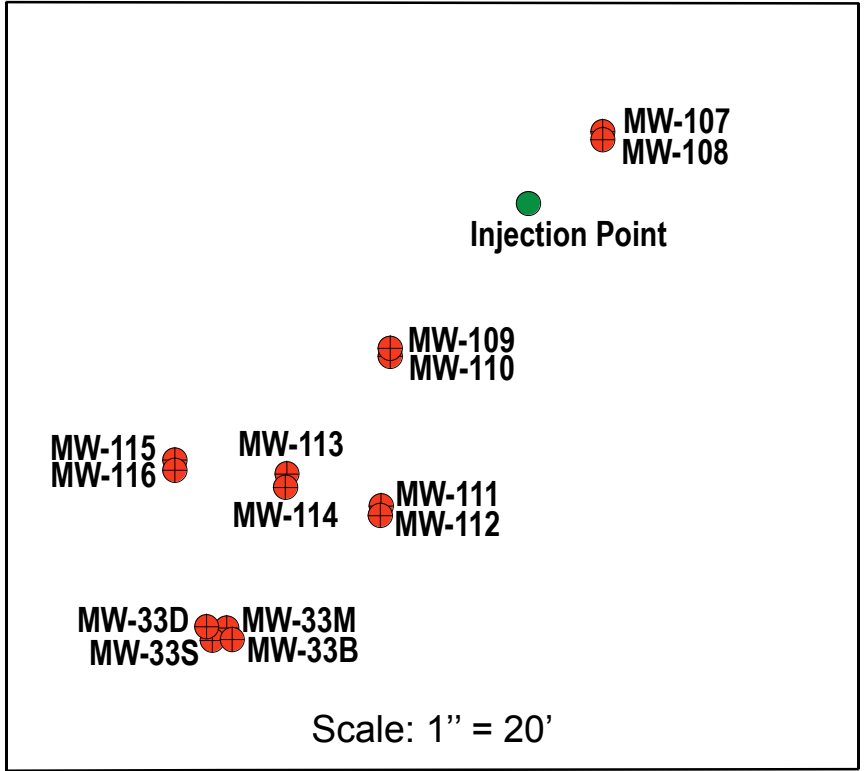 MW-107
MW-108
Injection Point
MW-109
MW-110
MW-115
MW-116
MW-113
MW-114
MW-111
MW-112
MW-33D
MW-33S
MW-33M
MW-33B
Scale: 1’’ = 20’